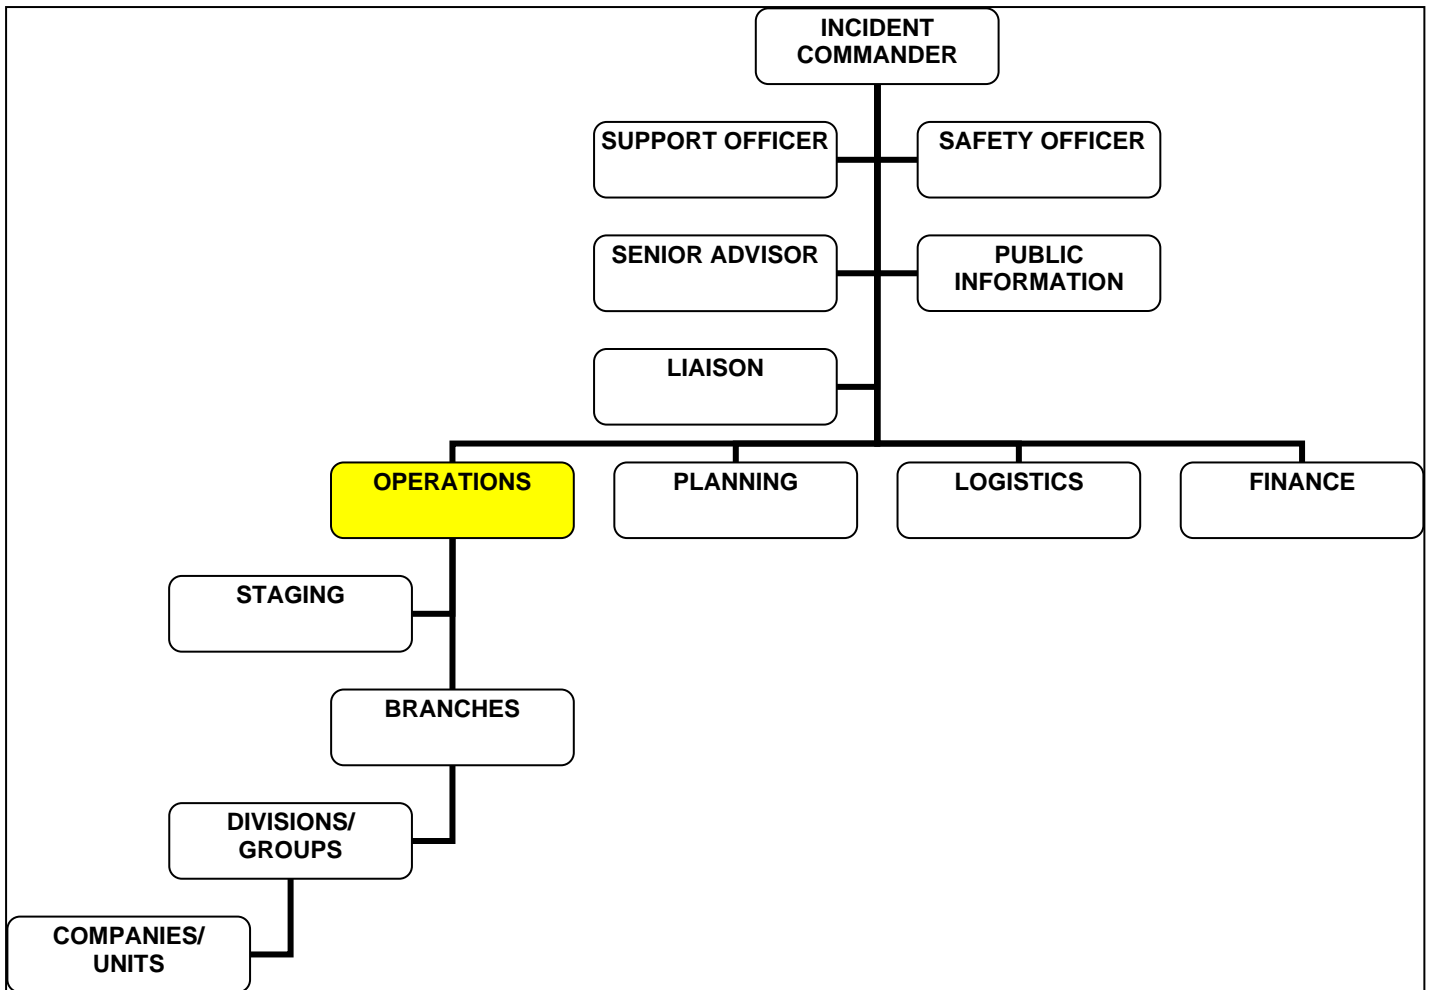 INCIDENT
COMMANDER
SUPPORT OFFICER
SAFETY OFFICER
SENIOR ADVISOR
PUBLIC
INFORMATION
LIAISON
OPERATIONS
PLANNING
LOGISTICS
FINANCE
STAGING
BRANCHES
DIVISIONS/
GROUPS
COMPANIES/
UNITS